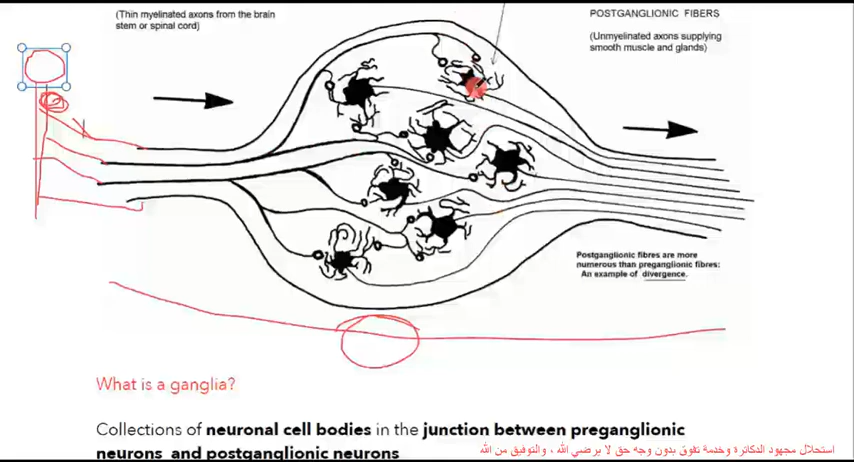 (Thin myelinated axons from the brain
stem or spinal cord)
POSTGANGLIONIC FIBERS
(Unmyelinated axons supplying
smooth muscle and glands)
Postganglionic fibres are more
numerous than preganglionic fibres:
An example of divergence.
What is a ganglia?
Collections of neuronal cell bodies in the junction between preganglionic
neurons and postganglionic neurons
استحلال مجهود الدكاترة وخدمة تفوق بدون وجه حق لا يرضي الله ، والتوفيق من الله